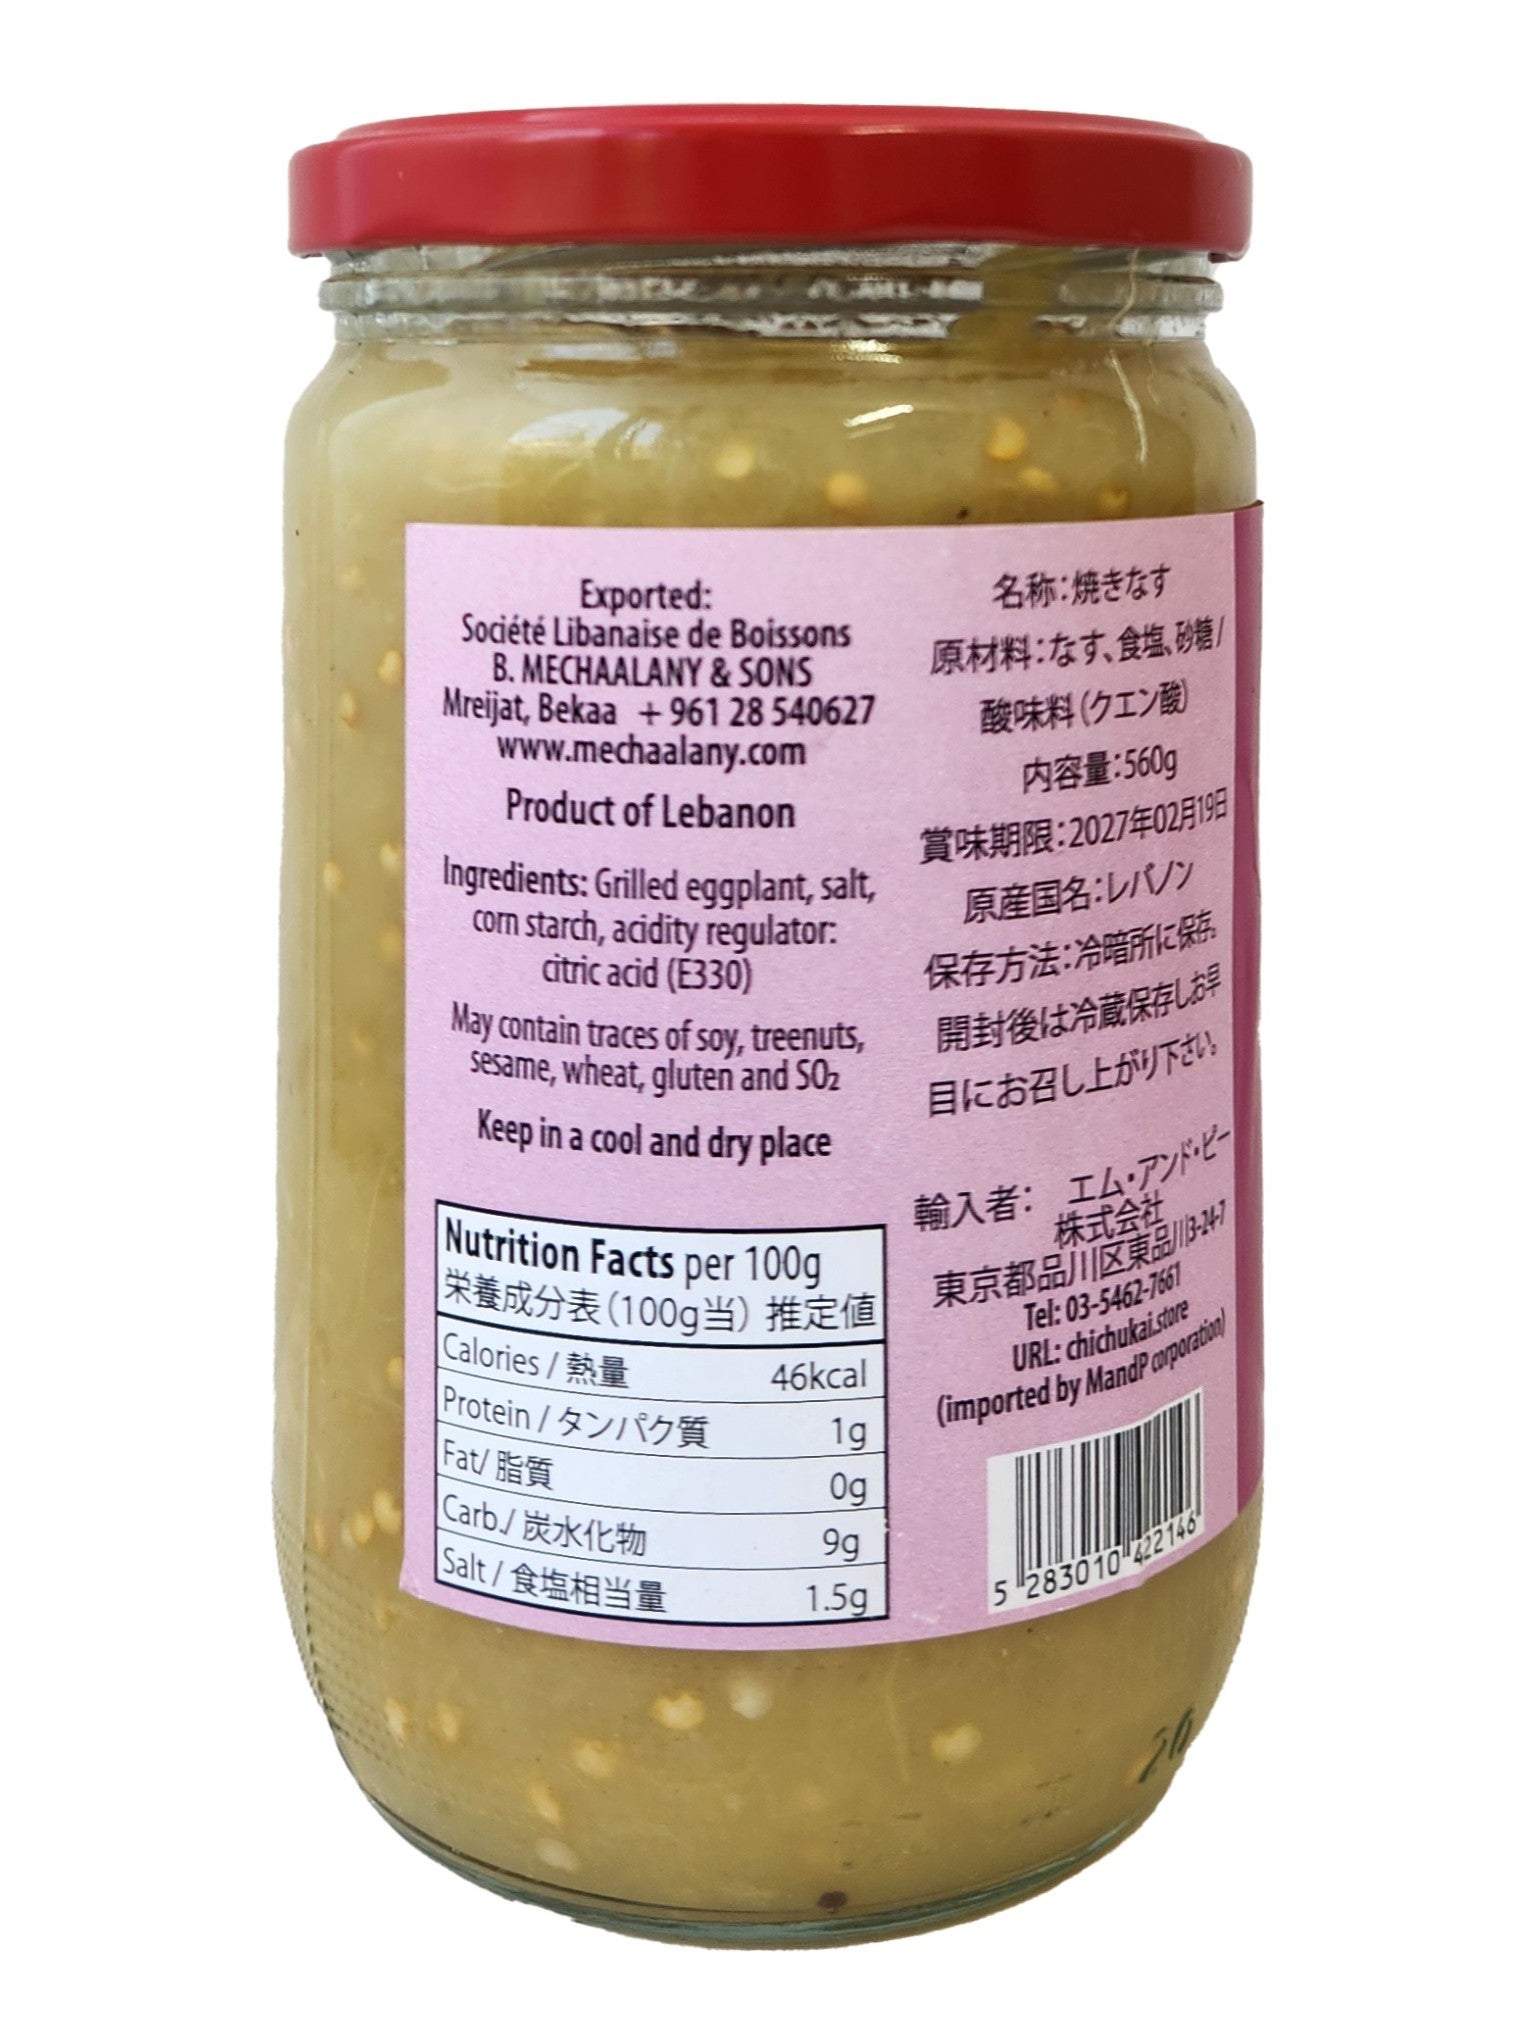 Exported:
Société Libanaise de Boissons
B. MECHAALANY & SONS
Mreijat, Bekaa + 961 28 540627
www.mechaalany.com
Product of Lebanon
Ingredients: Grilled eggplant, salt,
corn starch, acidity regulator:
citric acid (E330)
May contain traces of soy, treenuts,
sesame, wheat, gluten and SO₂
Keep in a cool and dry place
Nutrition Facts per 100g
栄養成分表(100g当)推定値
Calories / 熱量 46kcal
Protein / タンパク質 1g
Fat/ 脂質 0g
Carb./ 炭水化物 9g
Salt / 食塩相当量 1.5g
名称:焼きなす
原材料:なす、食塩、砂糖/
酸味料(クエン酸)
内容量:560g
賞味期限:2027年02月19日
原産国名:レバノン
保存方法:冷暗所に保存。
開封後は冷蔵保存しお早
目にお召し上がり下さい。
輸入者: エム・アンド・ピー
株式会社
東京都品川区東品川3-24-7
Tel: 03-5462-7661
URL: chichukai.store
(imported by MandP corporation)
5 283010 422146